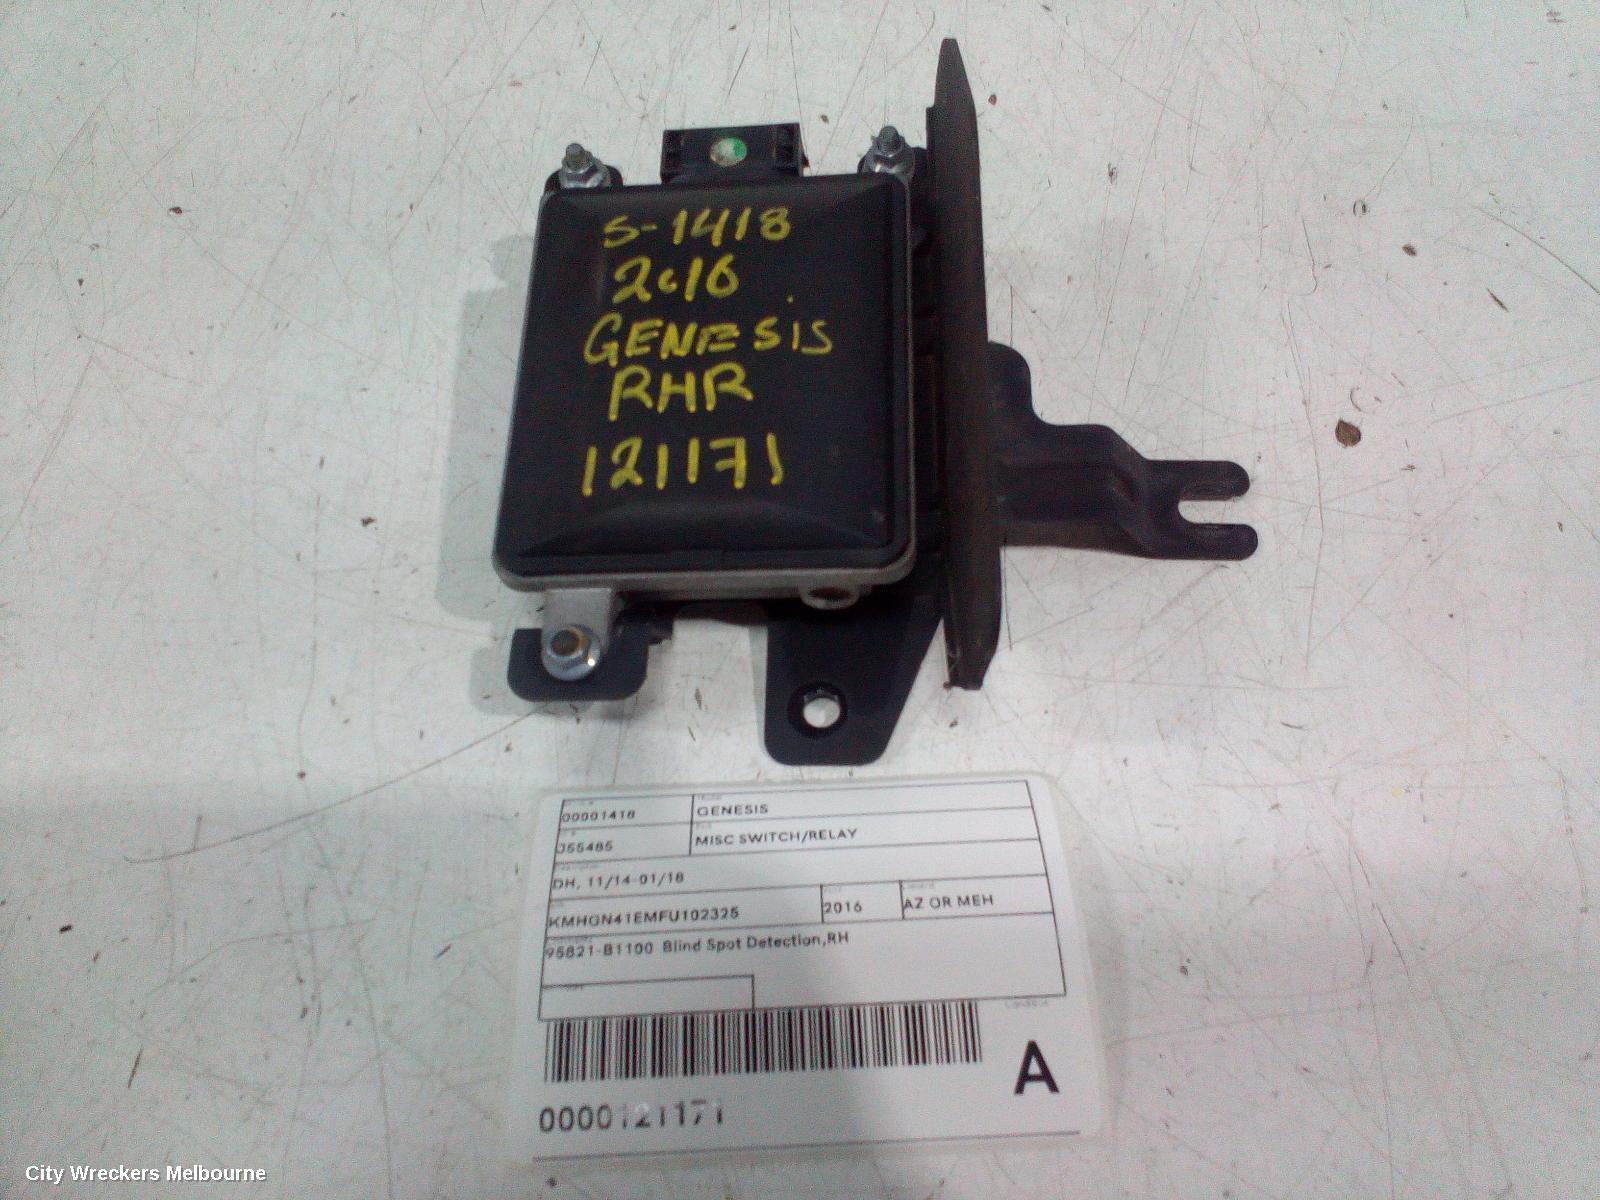 S-1418
2016
GENESIS
RHR
121171
00001418
GENESIS
J55485
MISC SWITCH/RELAY
DH, 11/14-01/18
KMHGN41EMFU102325
2016
AZ OR MEH
95821-B1100 Blind Spot Detection,RH
A
0000121171
City Wreckers Melbourne